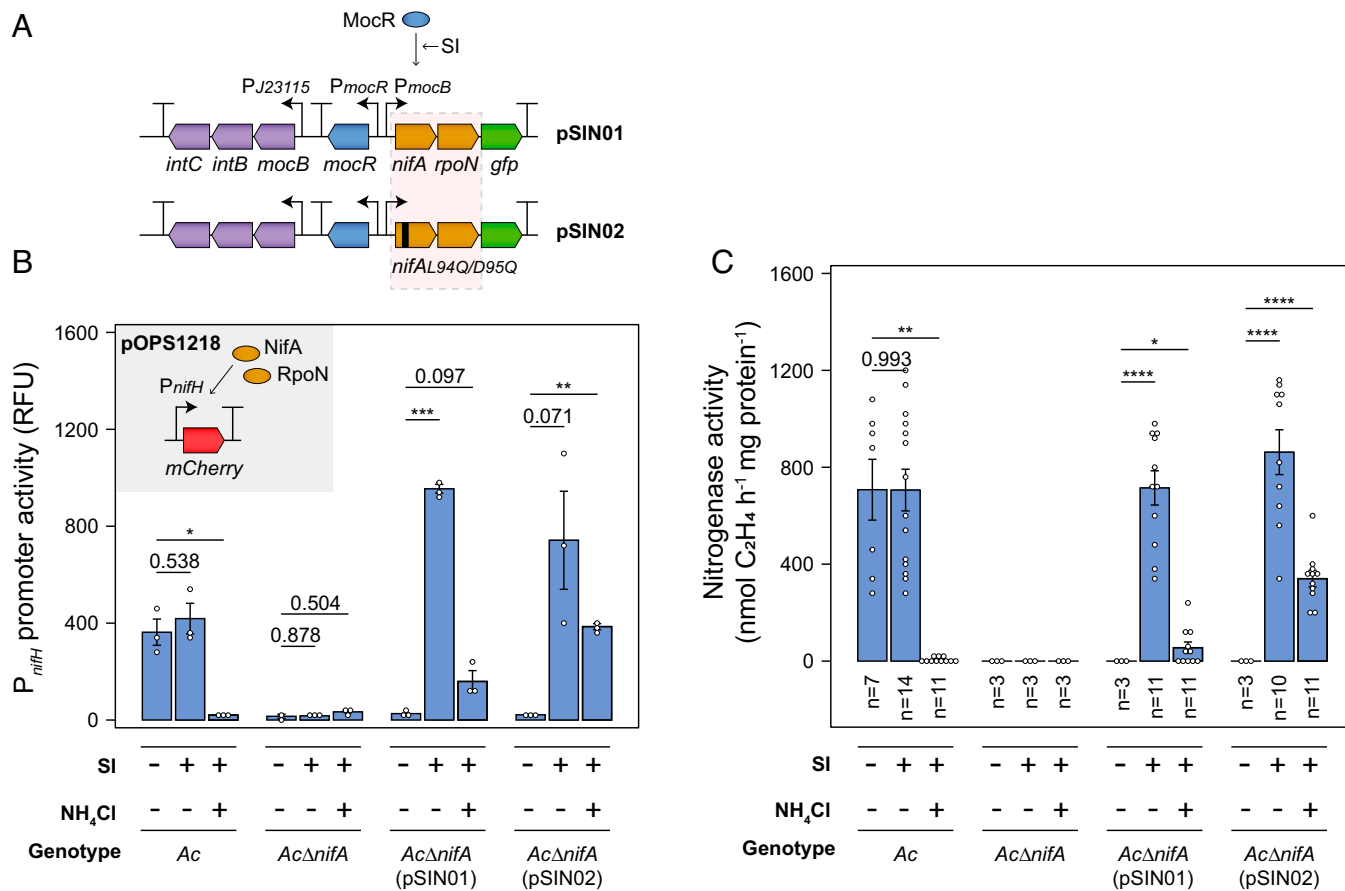 A
MocR
SI
PJ23115 PmocR PmocB
pSIN01
intC intB mocB mocR nifA rpoN gfp
pSIN02
nifAL94Q/D95Q
B
PnifH promoter activity (RFU)
1600
1200
800
400
0
pOPS1218
NifA
RpoN
PnifH
mCherry
*
0.538
0.504
0.878
0.097
***
**
0.071
SI - + + - + + - + + - + +
NH₄Cl - - + - - + - - + - - +
Genotype Ac AcΔnifA AcΔnifA AcΔnifA
(pSIN01) (pSIN02)
C
Nitrogenase activity
(nmol C₂H₄ h⁻¹ mg protein⁻¹)
1600
1200
800
400
0
**
0.993
*
****
****
****
n=7 n=14 n=11 n=3 n=3 n=3 n=3 n=11 n=11 n=3 n=10 n=11
SI - + + - + + - + + - + +
NH₄Cl - - + - - + - - + - - +
Genotype Ac AcΔnifA AcΔnifA AcΔnifA
(pSIN01) (pSIN02)